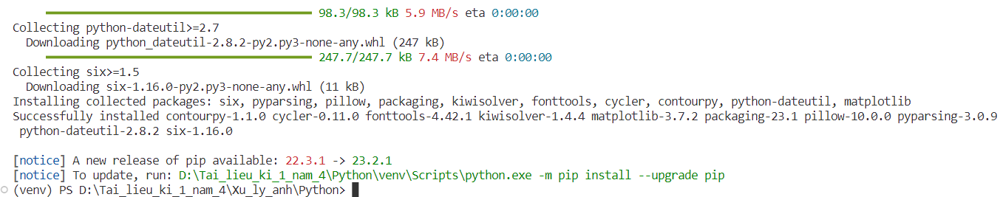 98.3/98.3 kB 5.9 MB/s eta 0:00:00
Collecting python-dateutil>=2.7
  Downloading python_dateutil-2.8.2-py2.py3-none-any.whl (247 kB)
247.7/247.7 kB 7.4 MB/s eta 0:00:00
Collecting six>=1.5
  Downloading six-1.16.0-py2.py3-none-any.whl (11 kB)
Installing collected packages: six, pyparsing, pillow, packaging, kiwisolver, fonttools, cycler, contourpy, python-dateutil, matplotlib
Successfully installed contourpy-1.1.0 cycler-0.11.0 fonttools-4.42.1 kiwisolver-1.4.4 matplotlib-3.7.2 packaging-23.1 pillow-10.0.0 pyparsing-3.0.9
 python-dateutil-2.8.2 six-1.16.0
[notice] A new release of pip available: 22.3.1 -> 23.2.1
[notice] To update, run: D:\Tai_lieu_ki_1_nam_4\Python\venv\Scripts\python.exe -m pip install --upgrade pip
(venv) PS D:\Tai_lieu_ki_1_nam_4\Xu_ly_anh\Python>